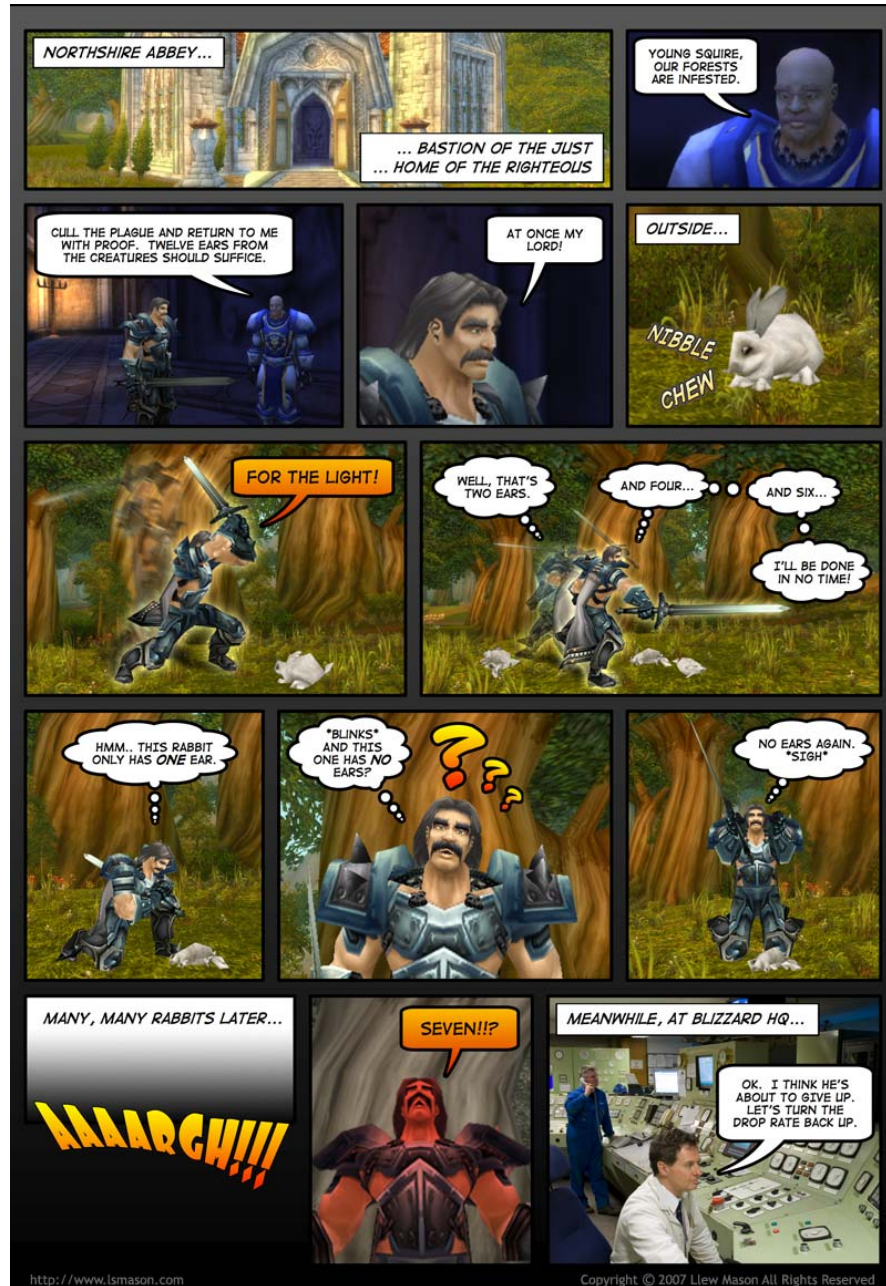 NORTHSHIRE ABBEY...
... BASTION OF THE JUST
... HOME OF THE RIGHTEOUS
YOUNG SQUIRE,
OUR FORESTS
ARE INFESTED.
CULL THE PLAGUE AND RETURN TO ME
WITH PROOF. TWELVE EARS FROM
THE CREATURES SHOULD SUFFICE.
AT ONCE MY
LORD!
OUTSIDE...
NIBBLE
CHEW
FOR THE LIGHT!
WELL, THAT'S
TWO EARS.
AND FOUR...
AND SIX...
I'LL BE DONE
IN NO TIME!
HMM.. THIS RABBIT
ONLY HAS ONE EAR.
*BLINKS*
AND THIS
ONE HAS NO
EARS?
? ? ?
NO EARS AGAIN.
*SIGH*
MANY, MANY RABBITS LATER...
AAAARGH!!!
SEVEN!!?
MEANWHILE, AT BLIZZARD HQ...
OK. I THINK HE'S
ABOUT TO GIVE UP.
LET'S TURN THE
DROP RATE BACK UP.
http://www.lsmason.com
Copyright © 2007 Llew Mason All Rights Reserved